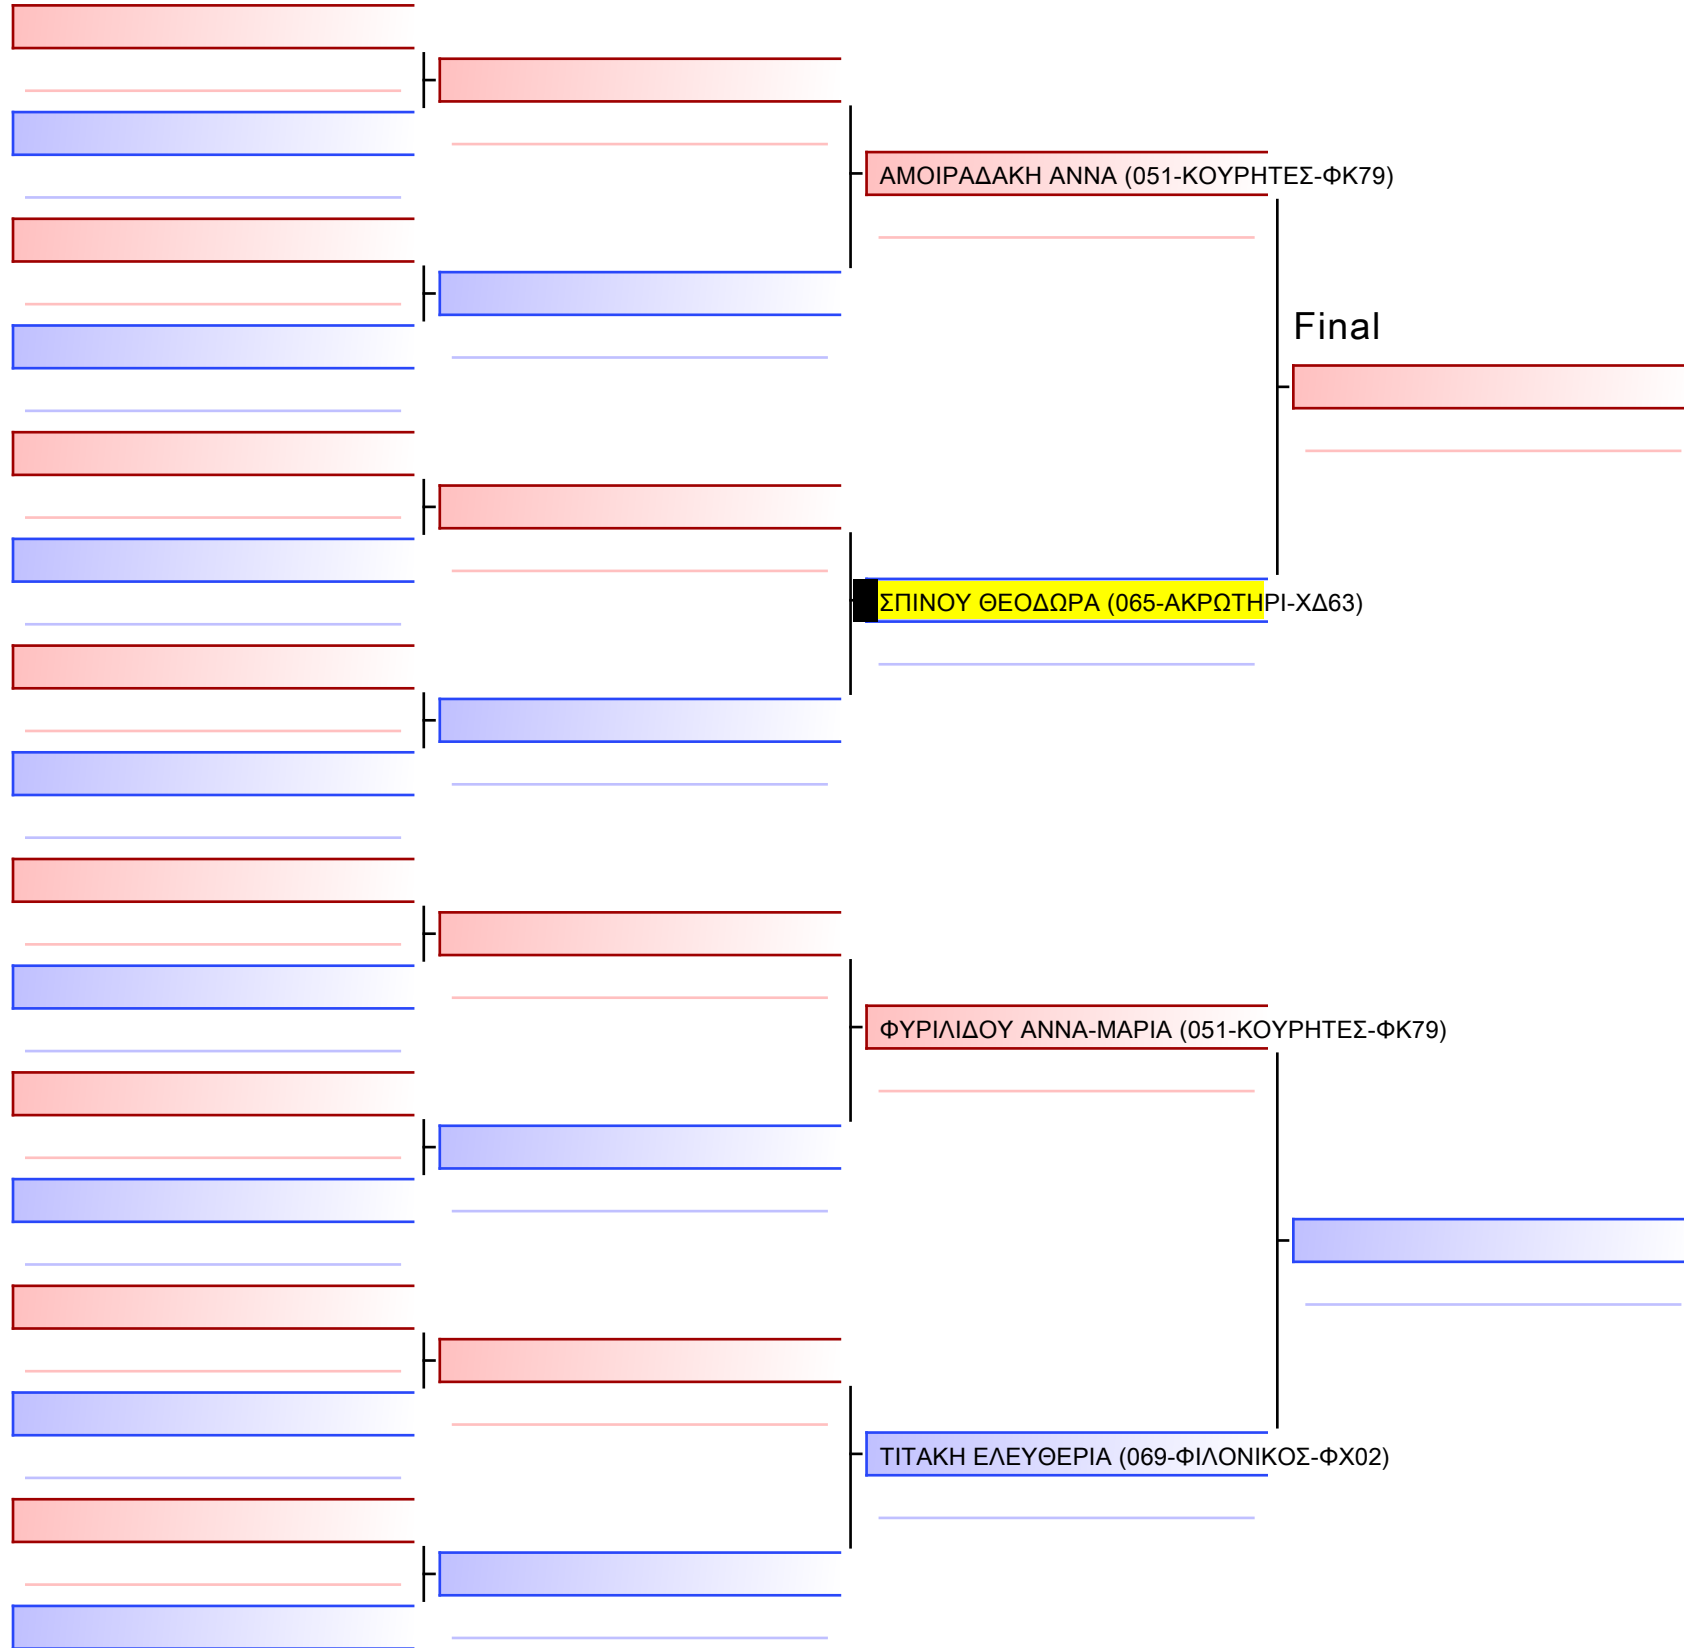 ΑΜΟΙΡΑΔΑΚΗ ΑΝΝΑ (051-ΚΟΥΡΗΤΕΣ-ΦΚ79)
Final
ΣΠΙΝΟΥ ΘΕΟΔΩΡΑ (065-ΑΚΡΩΤΗΡΙ-ΧΔ63)
ΦΥΡΙΛΙΔΟΥ ΑΝΝΑ-ΜΑΡΙΑ (051-ΚΟΥΡΗΤΕΣ-ΦΚ79)
ΤΙΤΑΚΗ ΕΛΕΥΘΕΡΙΑ (069-ΦΙΛΟΝΙΚΟΣ-ΦΧ02)